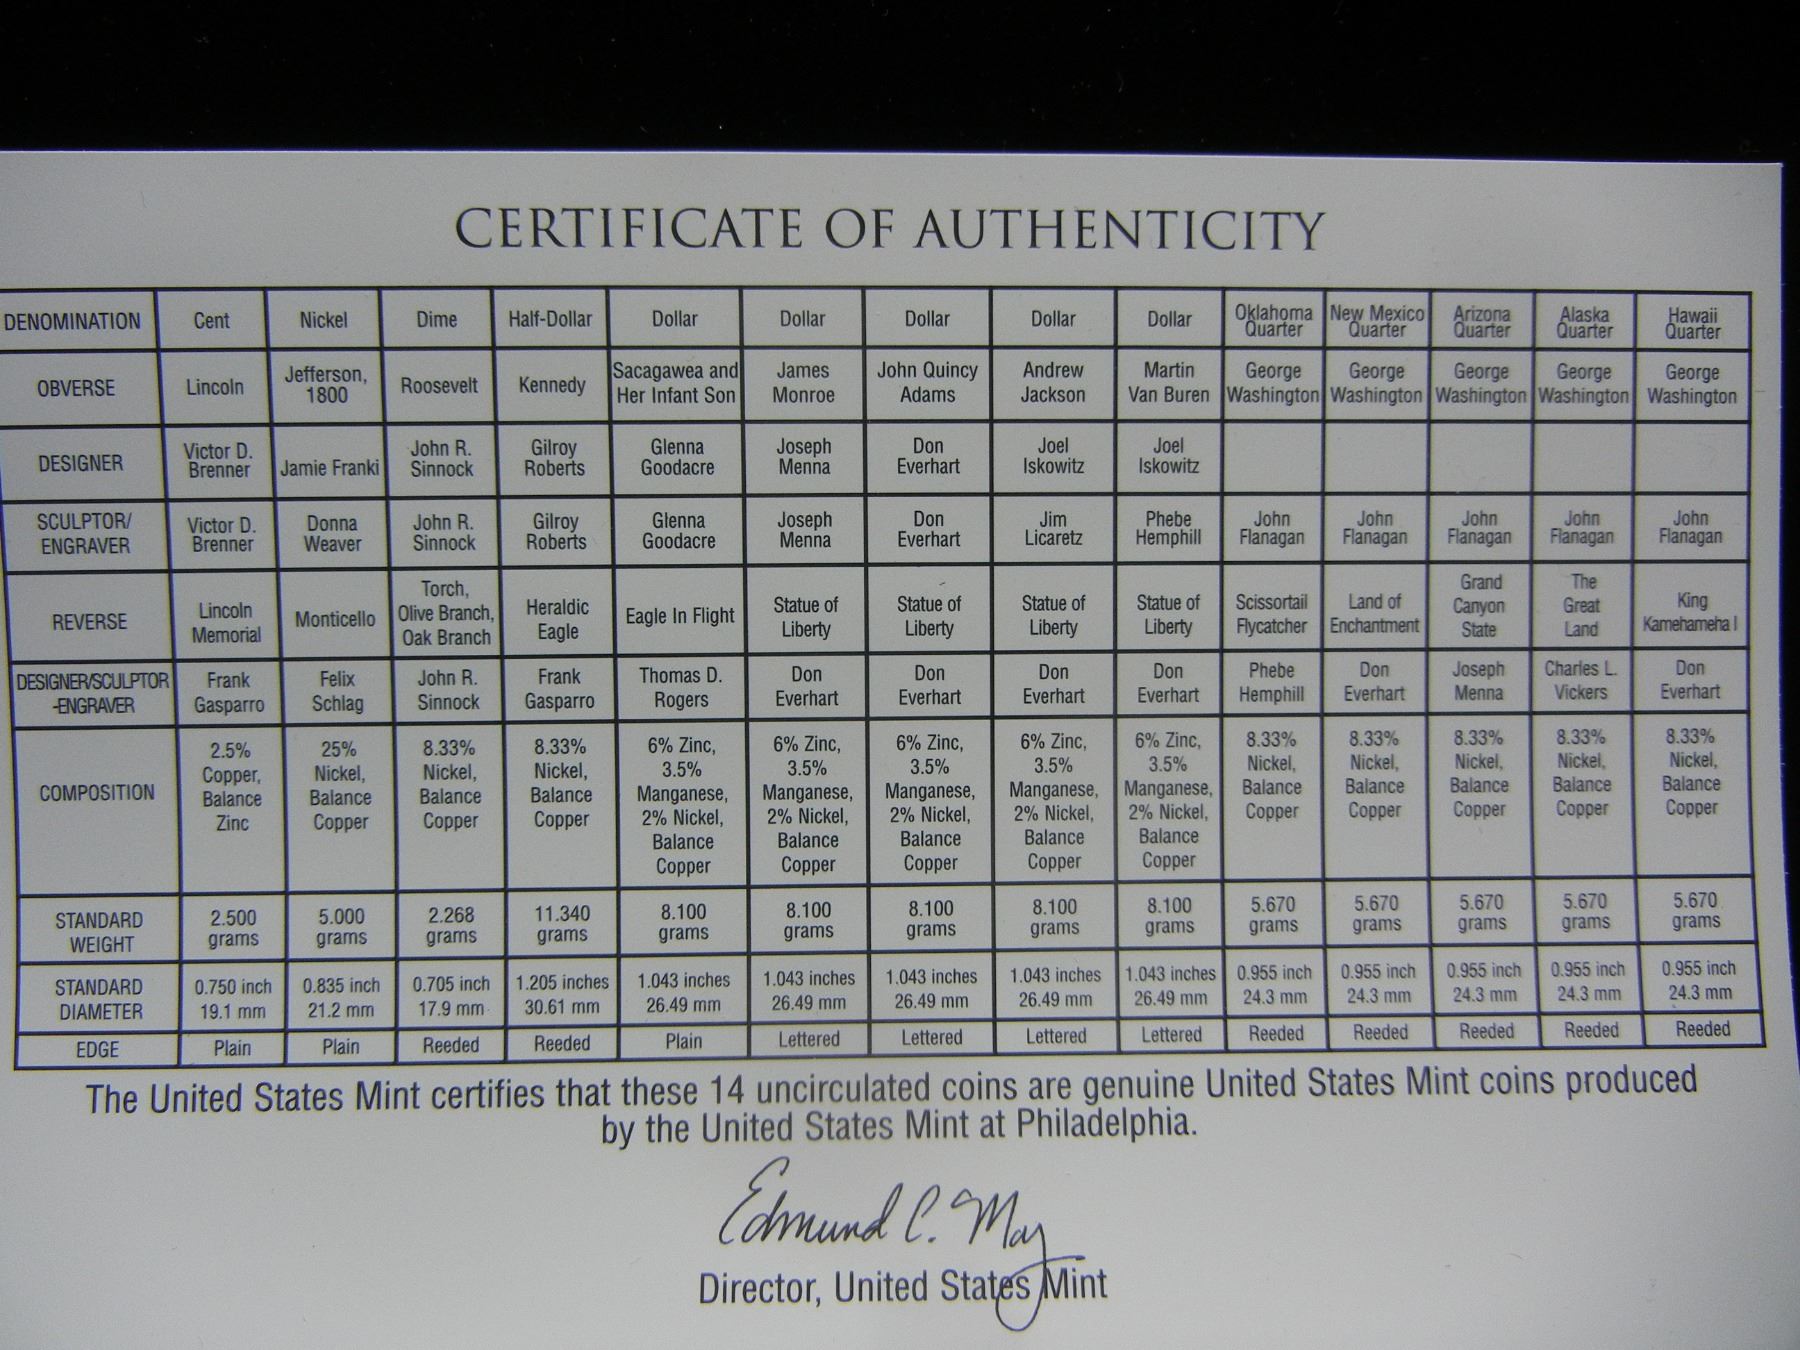 CERTIFICATE OF AUTHENTICITY
DENOMINATION Cent Nickel Dime Half-Dollar Dollar Dollar Dollar Dollar Dollar Oklahoma Quarter New Mexico Quarter Arizona Quarter Alaska Quarter Hawaii Quarter
OBVERSE Lincoln Jefferson, 1800 Roosevelt Kennedy Sacagawea and Her Infant Son James Monroe John Quincy Adams Andrew Jackson Martin Van Buren George Washington George Washington George Washington George Washington George Washington
DESIGNER Victor D. Brenner Jamie Franki John R. Sinnock Gilroy Roberts Glenna Goodacre Joseph Menna Don Everhart Joel Iskowitz Joel Iskowitz
SCULPTOR/ ENGRAVER Victor D. Brenner Donna Weaver John R. Sinnock Gilroy Roberts Glenna Goodacre Joseph Menna Don Everhart Jim Licaretz Phebe Hemphill John Flanagan John Flanagan John Flanagan John Flanagan John Flanagan
REVERSE Lincoln Memorial Monticello Torch, Olive Branch, Oak Branch Heraldic Eagle Eagle In Flight Statue of Liberty Statue of Liberty Statue of Liberty Statue of Liberty Scissortail Flycatcher Land of Enchantment Grand Canyon State The Great Land King Kamehameha I
DESIGNER/SCULPTOR -ENGRAVER Frank Gasparro Felix Schlag John R. Sinnock Frank Gasparro Thomas D. Rogers Don Everhart Don Everhart Don Everhart Don Everhart Phebe Hemphill Don Everhart Joseph Menna Charles L. Vickers Don Everhart
COMPOSITION 2.5% Copper, Balance Zinc 25% Nickel, Balance Copper 8.33% Nickel, Balance Copper 8.33% Nickel, Balance Copper 6% Zinc, 3.5% Manganese, 2% Nickel, Balance Copper 6% Zinc, 3.5% Manganese, 2% Nickel, Balance Copper 6% Zinc, 3.5% Manganese, 2% Nickel, Balance Copper 6% Zinc, 3.5% Manganese, 2% Nickel, Balance Copper 6% Zinc, 3.5% Manganese, 2% Nickel, Balance Copper 8.33% Nickel, Balance Copper 8.33% Nickel, Balance Copper 8.33% Nickel, Balance Copper 8.33% Nickel, Balance Copper 8.33% Nickel, Balance Copper
STANDARD WEIGHT 2.500 grams 5.000 grams 2.268 grams 11.340 grams 8.100 grams 8.100 grams 8.100 grams 8.100 grams 8.100 grams 5.670 grams 5.670 grams 5.670 grams 5.670 grams 5.670 grams
STANDARD DIAMETER 0.750 inch 19.1 mm 0.835 inch 21.2 mm 0.705 inch 17.9 mm 1.205 inches 30.61 mm 1.043 inches 26.49 mm 1.043 inches 26.49 mm 1.043 inches 26.49 mm 1.043 inches 26.49 mm 1.043 inches 26.49 mm 0.955 inch 24.3 mm 0.955 inch 24.3 mm 0.955 inch 24.3 mm 0.955 inch 24.3 mm 0.955 inch 24.3 mm
EDGE Plain Plain Reeded Reeded Plain Lettered Lettered Lettered Lettered Reeded Reeded Reeded Reeded Reeded
The United States Mint certifies that these 14 uncirculated coins are genuine United States Mint coins produced
by the United States Mint at Philadelphia.
Edmund C. Moy
Director, United States Mint